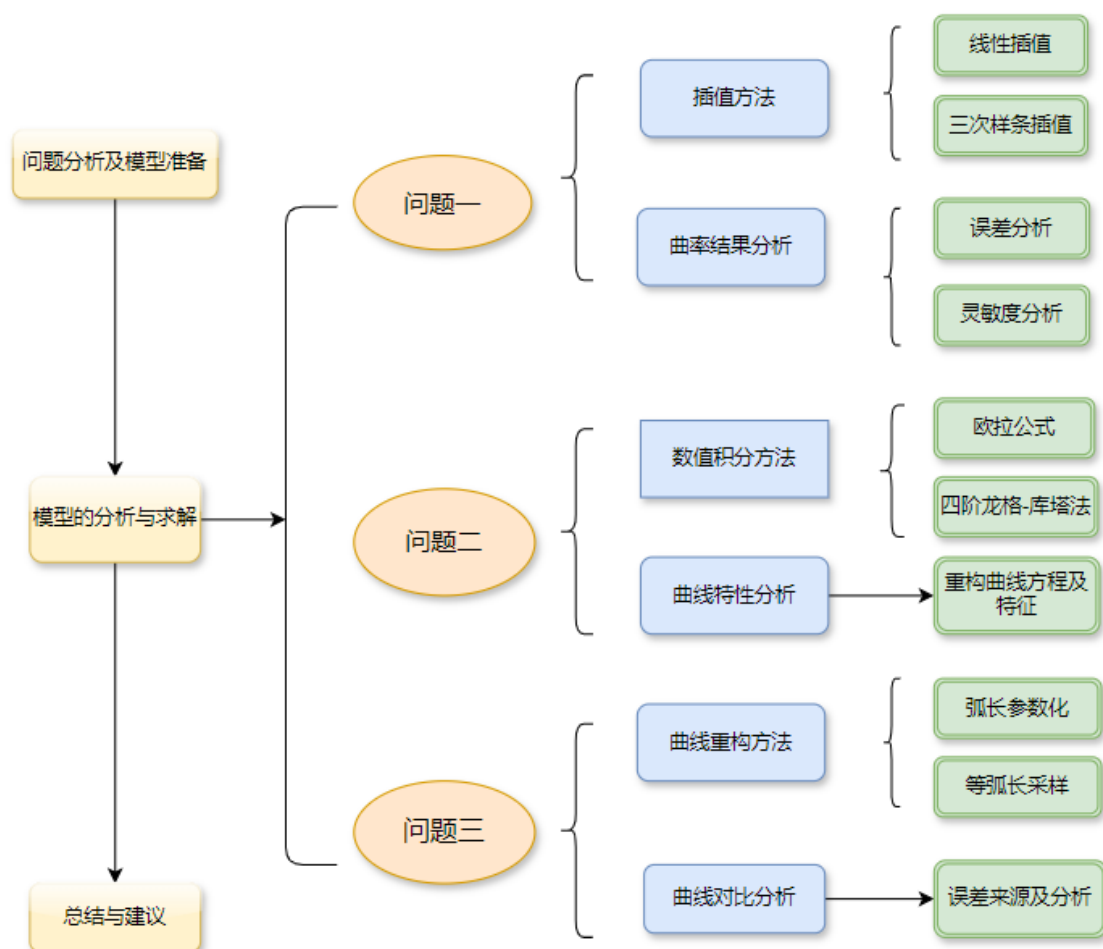 问题分析及模型准备
模型的分析与求解
总结与建议
问题一
插值方法
线性插值
三次样条插值
曲率结果分析
误差分析
灵敏度分析
问题二
数值积分方法
欧拉公式
四阶龙格-库塔法
曲线特性分析
重构曲线方程及
特征
问题三
曲线重构方法
弧长参数化
等弧长采样
曲线对比分析
误差来源及分析